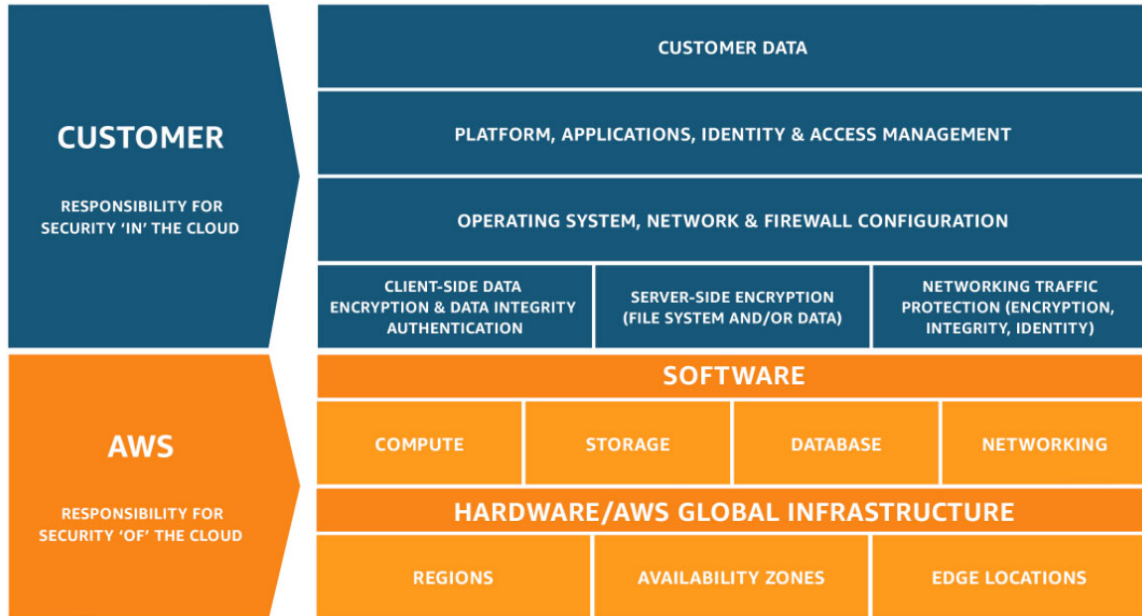 CUSTOMER
RESPONSIBILITY FOR
SECURITY ‘IN’ THE CLOUD
CUSTOMER DATA
PLATFORM, APPLICATIONS, IDENTITY & ACCESS MANAGEMENT
OPERATING SYSTEM, NETWORK & FIREWALL CONFIGURATION
CLIENT-SIDE DATA
ENCRYPTION & DATA INTEGRITY
AUTHENTICATION
SERVER-SIDE ENCRYPTION
(FILE SYSTEM AND/OR DATA)
NETWORKING TRAFFIC
PROTECTION (ENCRYPTION,
INTEGRITY, IDENTITY)
AWS
RESPONSIBILITY FOR
SECURITY ‘OF’ THE CLOUD
SOFTWARE
COMPUTE
STORAGE
DATABASE
NETWORKING
HARDWARE/AWS GLOBAL INFRASTRUCTURE
REGIONS
AVAILABILITY ZONES
EDGE LOCATIONS